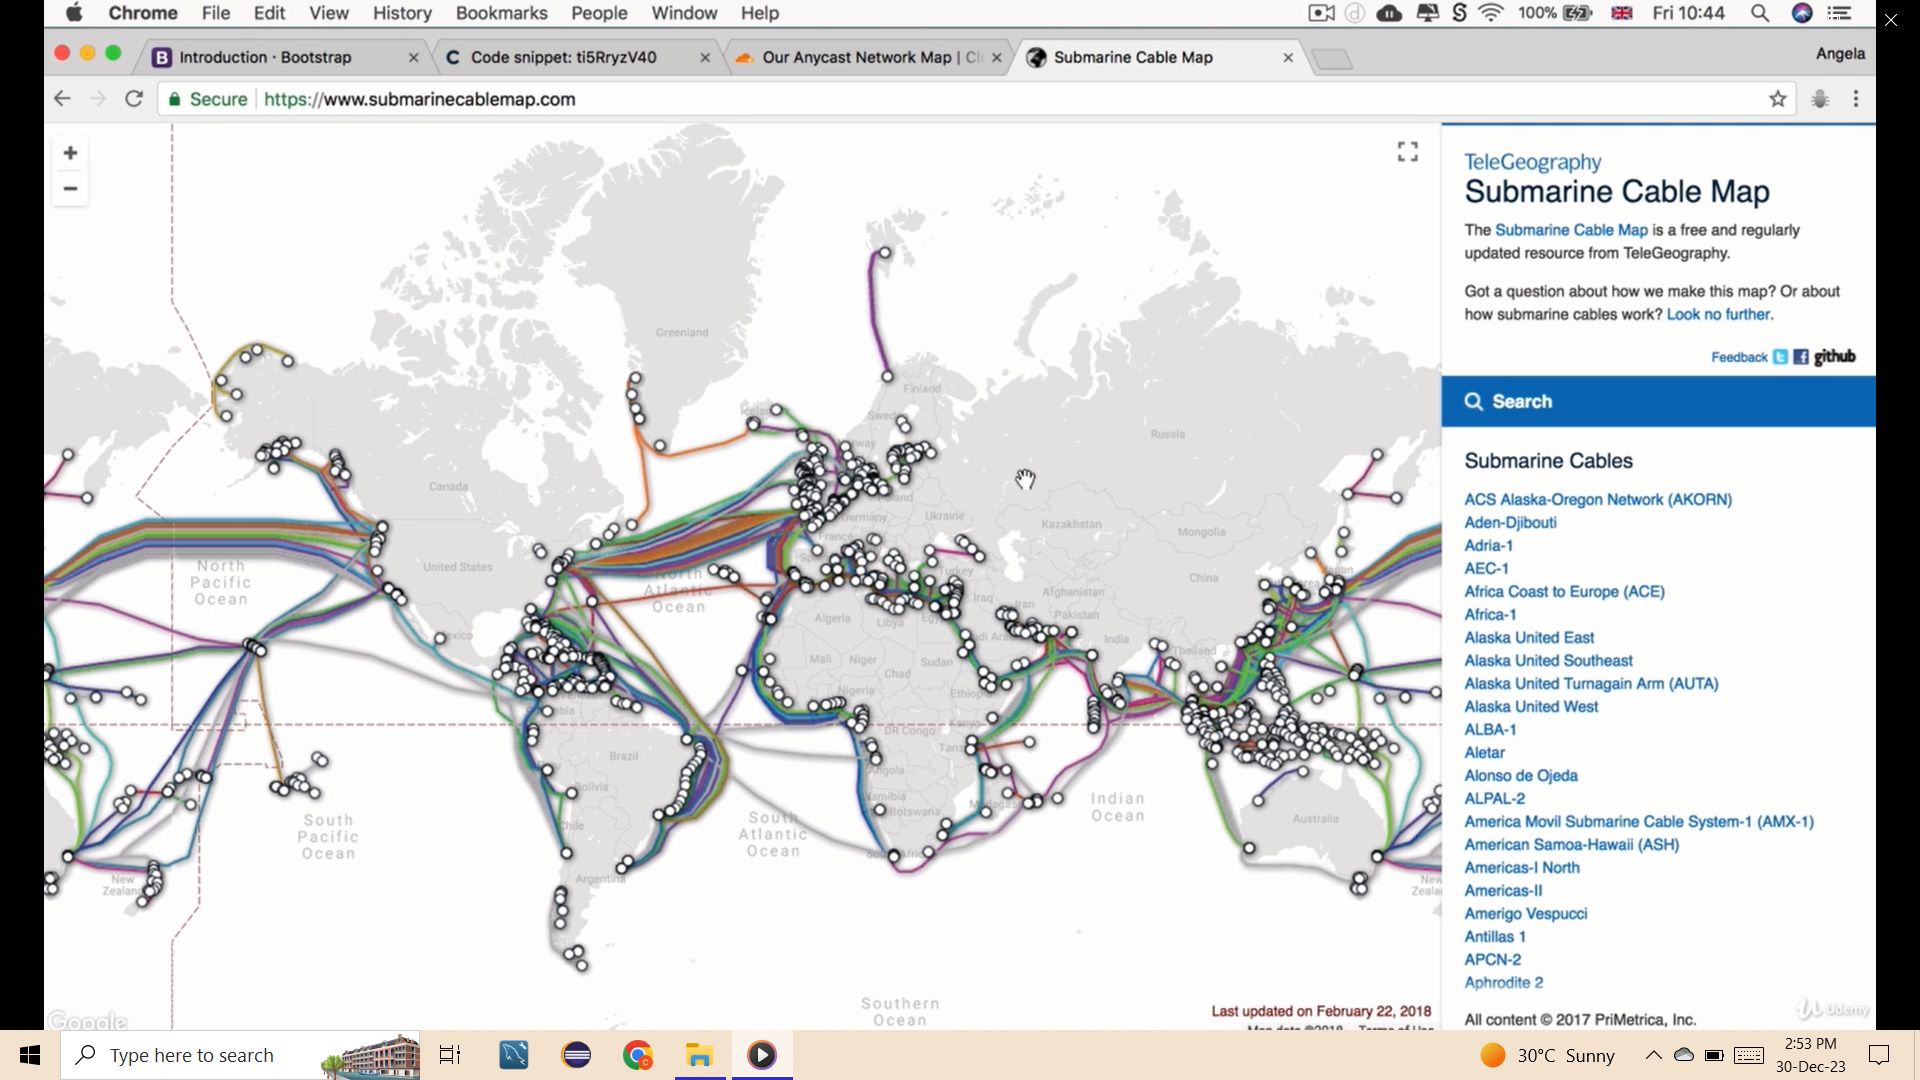 Chrome File Edit View History Bookmarks People Window Help 100% Fri 10:44
Introduction · Bootstrap
Code snippet: ti5RryzV40
Our Anycast Network Map | Clo
Submarine Cable Map
Angela
Secure https://www.submarinecablemap.com
TeleGeography
Submarine Cable Map
The Submarine Cable Map is a free and regularly
updated resource from TeleGeography.
Got a question about how we make this map? Or about
how submarine cables work? Look no further.
Feedback github
Search
Submarine Cables
ACS Alaska-Oregon Network (AKORN)
Aden-Djibouti
Adria-1
AEC-1
Africa Coast to Europe (ACE)
Africa-1
Alaska United East
Alaska United Southeast
Alaska United Turnagain Arm (AUTA)
Alaska United West
ALBA-1
Aletar
Alonso de Ojeda
ALPAL-2
America Movil Submarine Cable System-1 (AMX-1)
American Samoa-Hawaii (ASH)
Americas-I North
Americas-II
Amerigo Vespucci
Antillas 1
APCN-2
Aphrodite 2
All content © 2017 PriMetrica, Inc.
Greenland
Finland
Russia
Canada
Ukraine
Kazakhstan
Mongolia
Germany
France
United States
Turkey
China
North
Pacific
Ocean
North
Atlantic
Ocean
Iraq
Iran
Afghanistan
Pakistan
Algeria
Libya
India
Mali
Niger
Chad
Sudan
Thailand
Nigeria
Ethiopia
DR Congo
Brazil
Angola
Bolivia
Namibia
Botswana
Chile
South
Pacific
Ocean
South
Atlantic
Ocean
Indian
Ocean
Australia
Argentina
New
Zealand
Southern
Ocean
Last updated on February 22, 2018
Map data ©2018 Terms of Use
Google
Udemy
Type here to search
30°C Sunny
2:53 PM
30-Dec-23